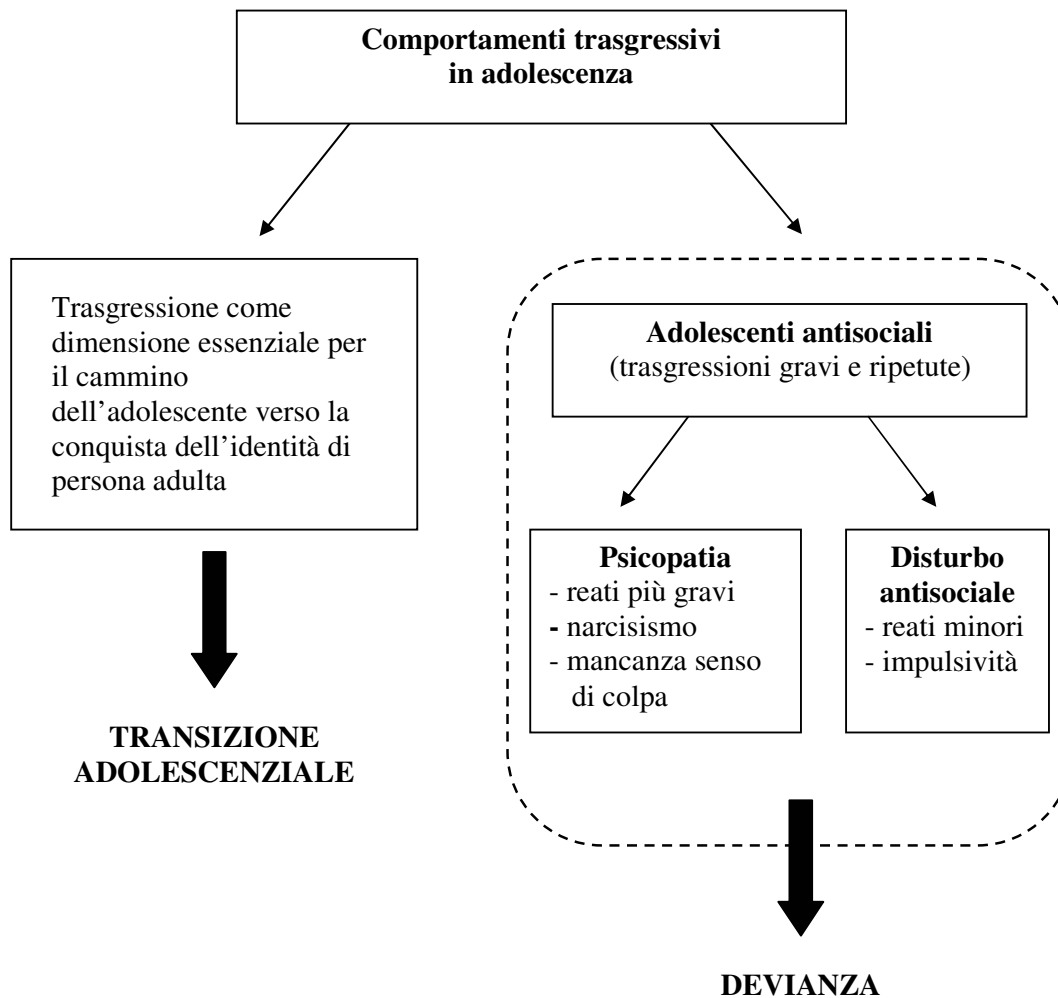 Comportamenti trasgressivi
in adolescenza
Trasgressione come
dimensione essenziale per
il cammino
dell’adolescente verso la
conquista dell’identità di
persona adulta
TRANSIZIONE
ADOLESCENZIALE
Adolescenti antisociali
(trasgressioni gravi e ripetute)
Psicopatia
- reati più gravi
- narcisismo
- mancanza senso
di colpa
Disturbo
antisociale
- reati minori
- impulsività
DEVIANZA